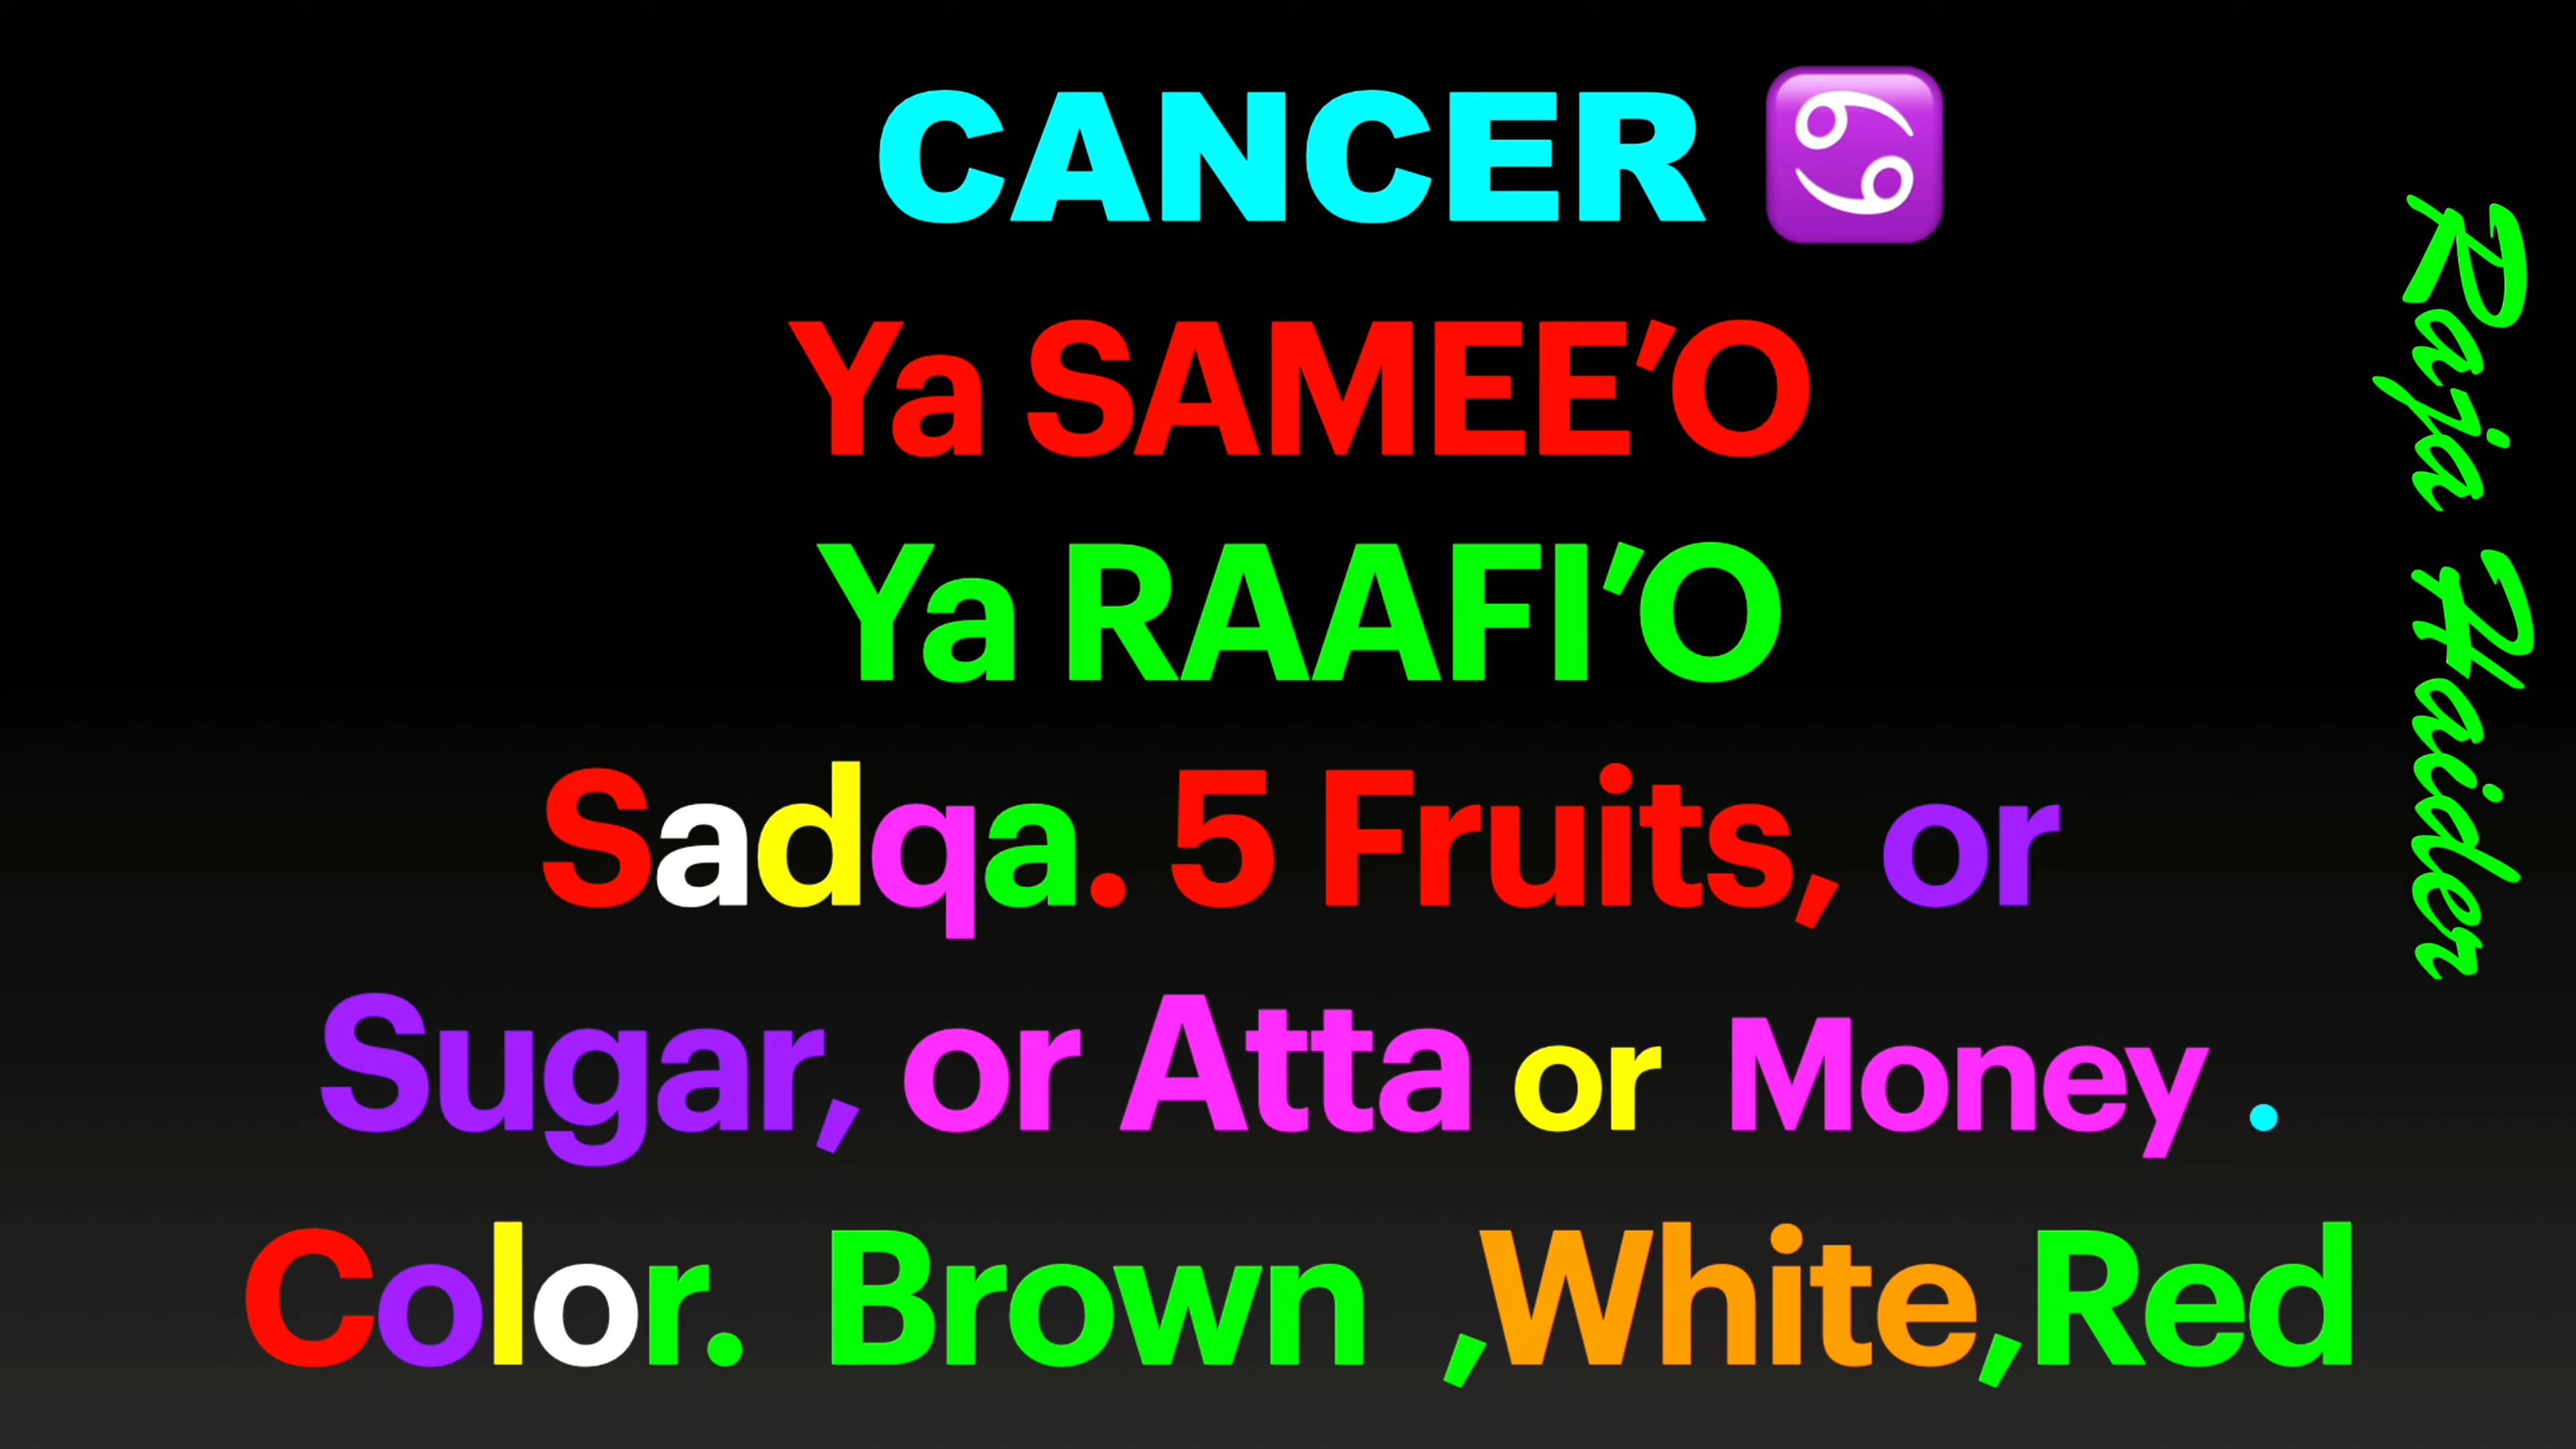 CANCER ♋
Ya SAMEE’O
Ya RAAFI’O
Sadqa. 5 Fruits, or
Sugar, or Atta or Money .
Color. Brown ,White,Red
Raja Haider